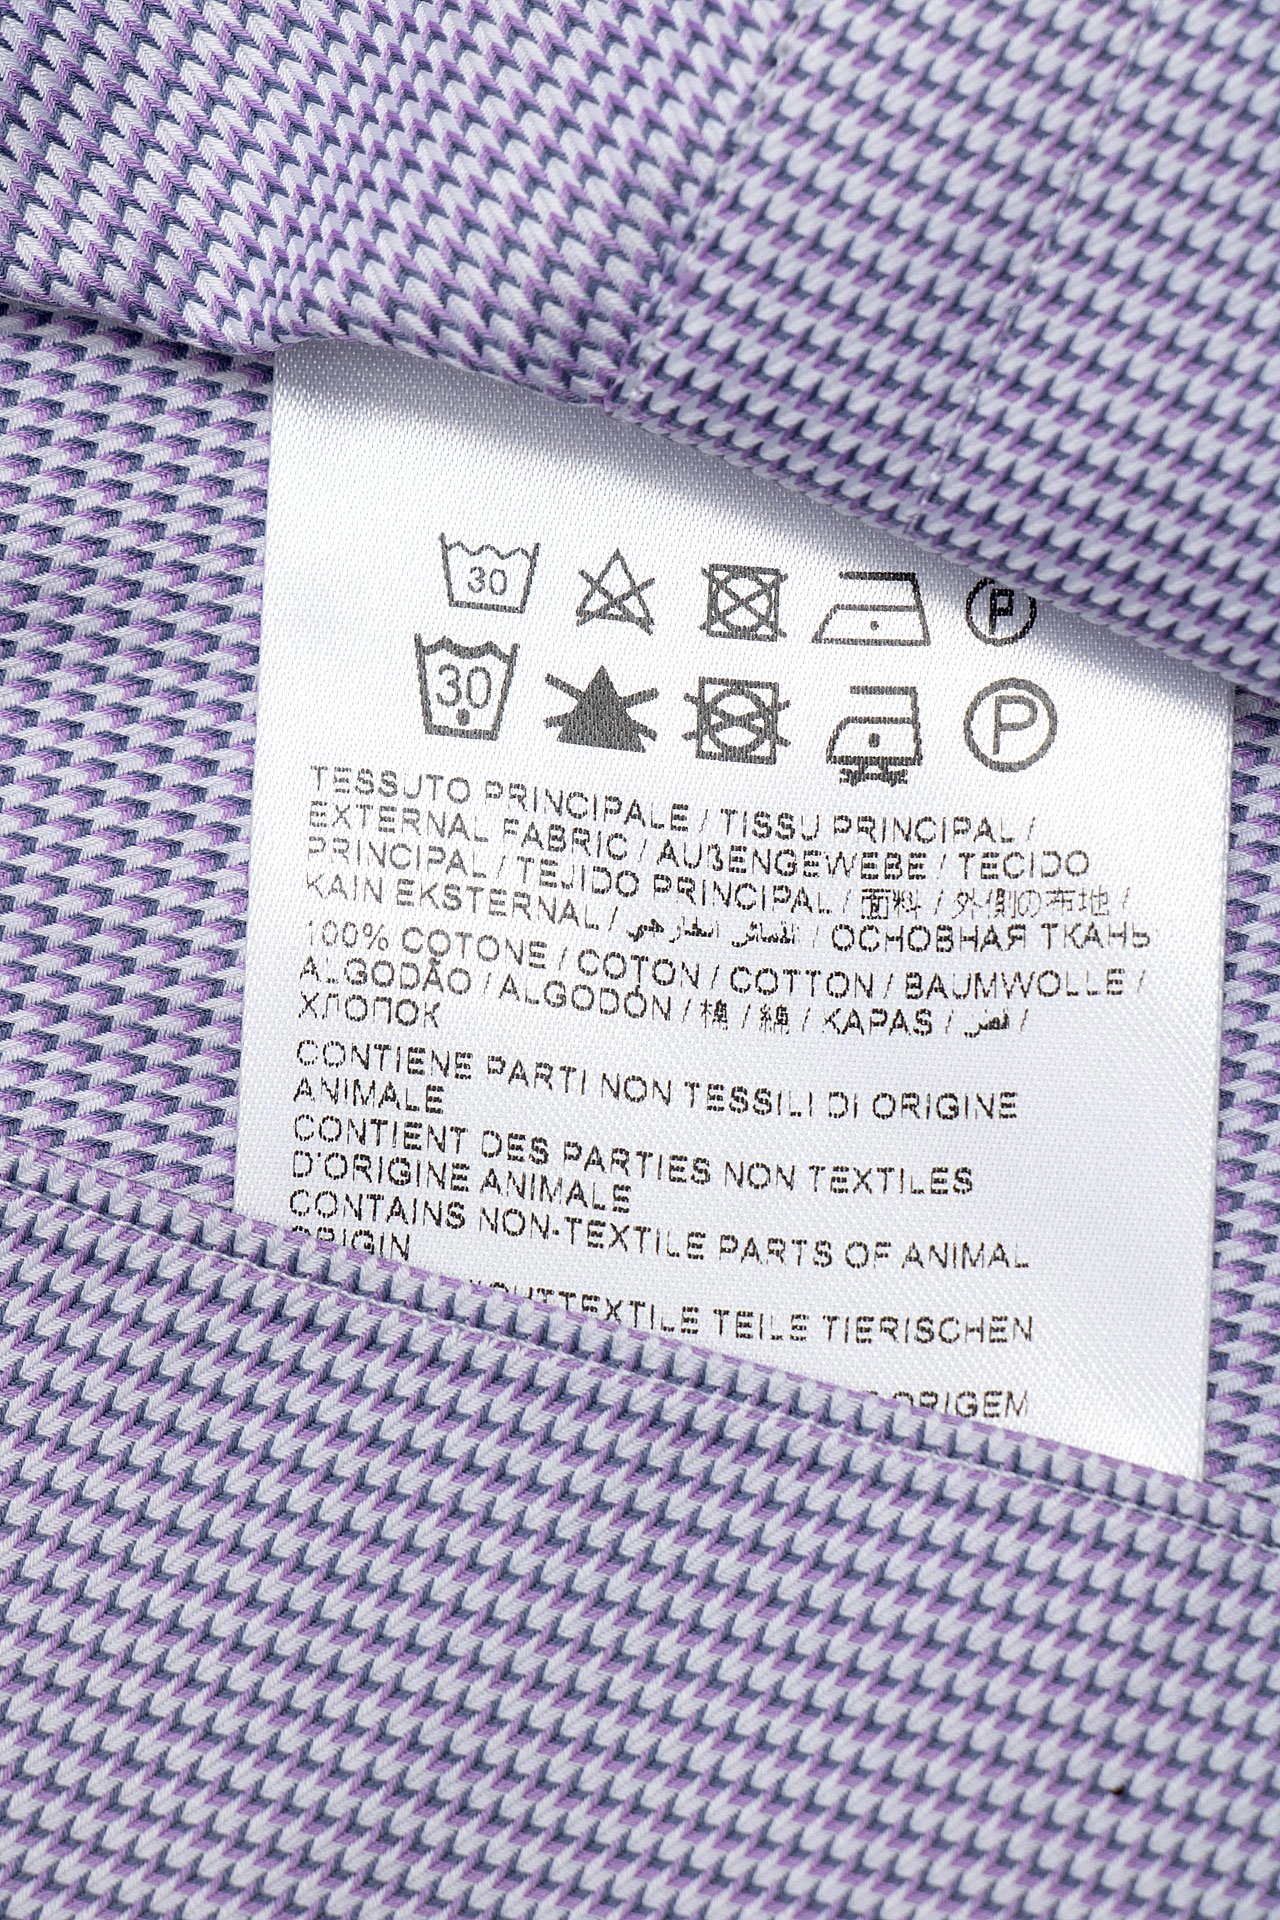 30
P
30
P
TESSUTO PRINCIPALE / TISSU PRINCIPAL /
EXTERNAL FABRIC / AUßENGEWEBE / TECIDO
PRINCIPAL / TEJIDO PRINCIPAL / 面料 / 外側の布地 /
KAIN EKSTERNAL / / ОСНОВНАЯ ТКАНЬ
100% COTONE / COTON / COTTON / BAUMWOLLE /
ALGODÃO / ALGODÓN / 棉 / 綿 / KAPAS / قطن /
ХЛОПОК
CONTIENE PARTI NON TESSILI DI ORIGINE
ANIMALE
CONTIENT DES PARTIES NON TEXTILES
D'ORIGINE ANIMALE
CONTAINS NON-TEXTILE PARTS OF ANIMAL
ORIGIN
TEILE TIERISCHEN
ORIGEM